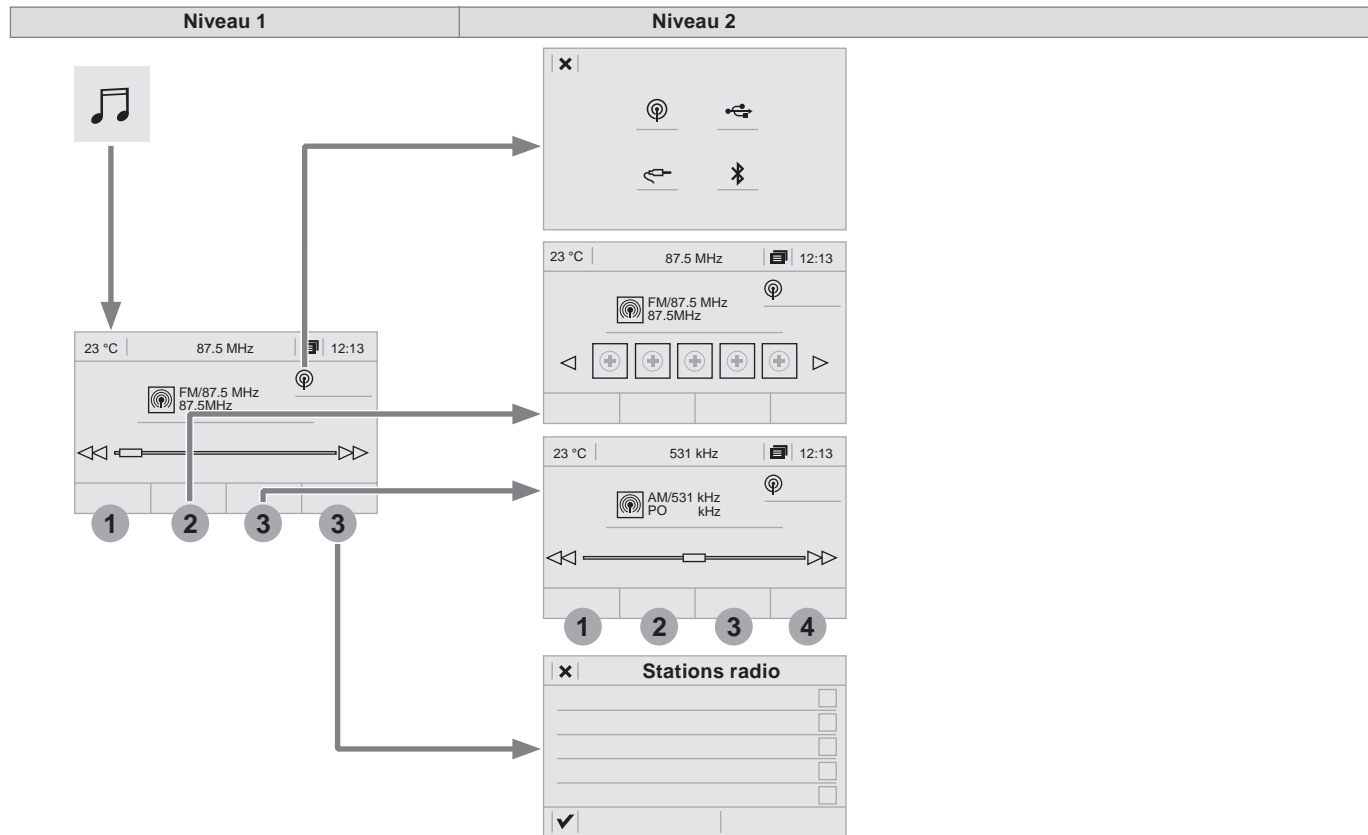 Niveau 1
Niveau 2
23 °C 87.5 MHz 12:13
FM/87.5 MHz
87.5MHz
1 2 3 3
23 °C 87.5 MHz 12:13
FM/87.5 MHz
87.5MHz
23 °C 531 kHz 12:13
AM/531 kHz
PO kHz
1 2 3 4
Stations radio